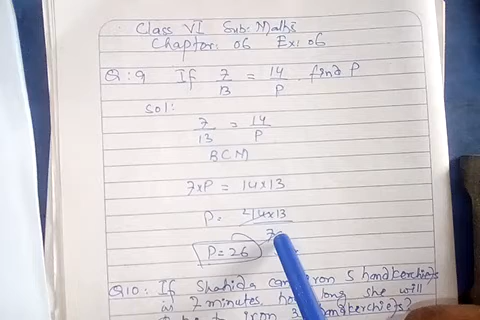 Class VI Sub: Maths
Chapter: 06 Ex: 06
Q:9 If 7/13 = 14/P find P
Sol:
7/13 = 14/P
BCM
7xP = 14x13
P = 14x13/7
P = 26
Q10: If Shahida can iron 5 handkerchiefs
in 7 minutes, how long she will
to iron 3 handkerchiefs?